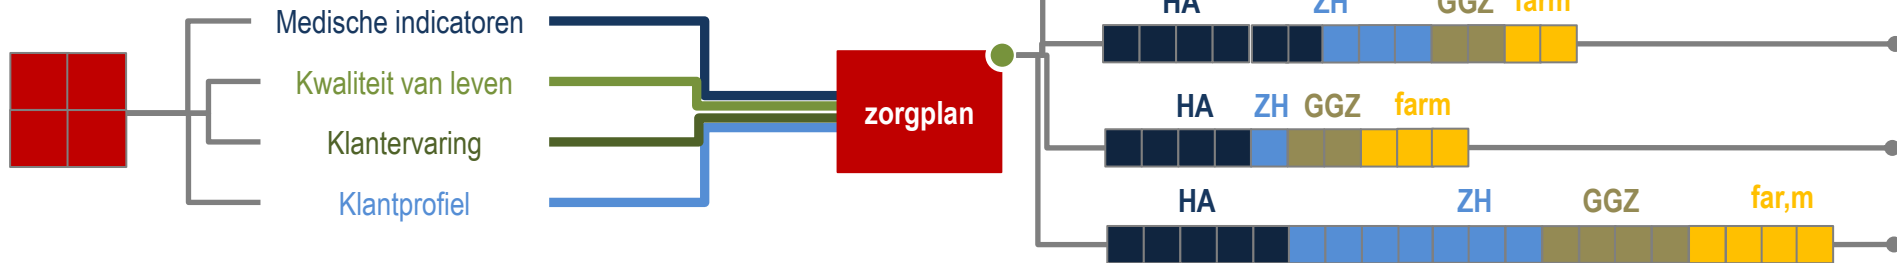 Medische indicatoren
Kwaliteit van leven
Klantervaring
Klantprofiel
zorgplan
HA ZH GGZ farm
HA ZH GGZ farm
HA ZH GGZ far,m